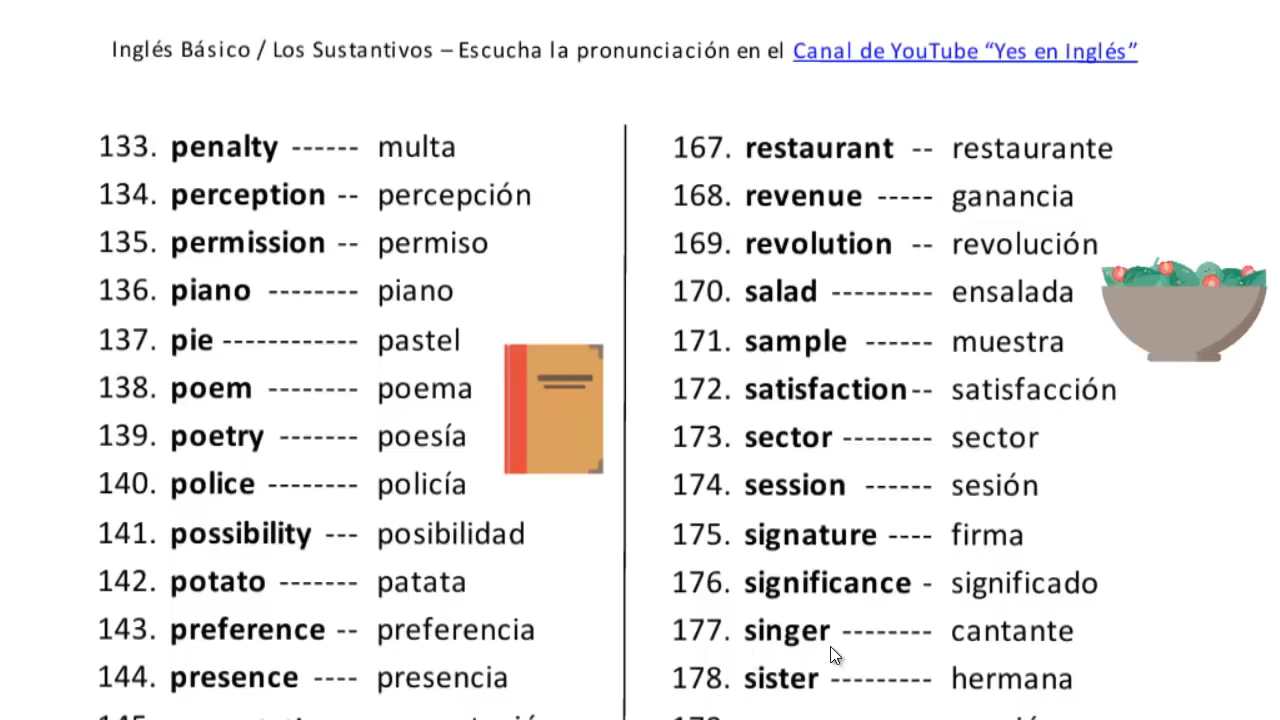 Inglés Básico / Los Sustantivos – Escucha la pronunciación en el Canal de YouTube “Yes en Inglés”
133. penalty ------ multa
134. perception -- percepción
135. permission -- permiso
136. piano -------- piano
137. pie ------------ pastel
138. poem -------- poema
139. poetry ------- poesía
140. police -------- policía
141. possibility --- posibilidad
142. potato ------- patata
143. preference -- preferencia
144. presence ---- presencia
167. restaurant -- restaurante
168. revenue ----- ganancia
169. revolution -- revolución
170. salad --------- ensalada
171. sample ------ muestra
172. satisfaction -- satisfacción
173. sector -------- sector
174. session ------ sesión
175. signature ---- firma
176. significance - significado
177. singer -------- cantante
178. sister --------- hermana